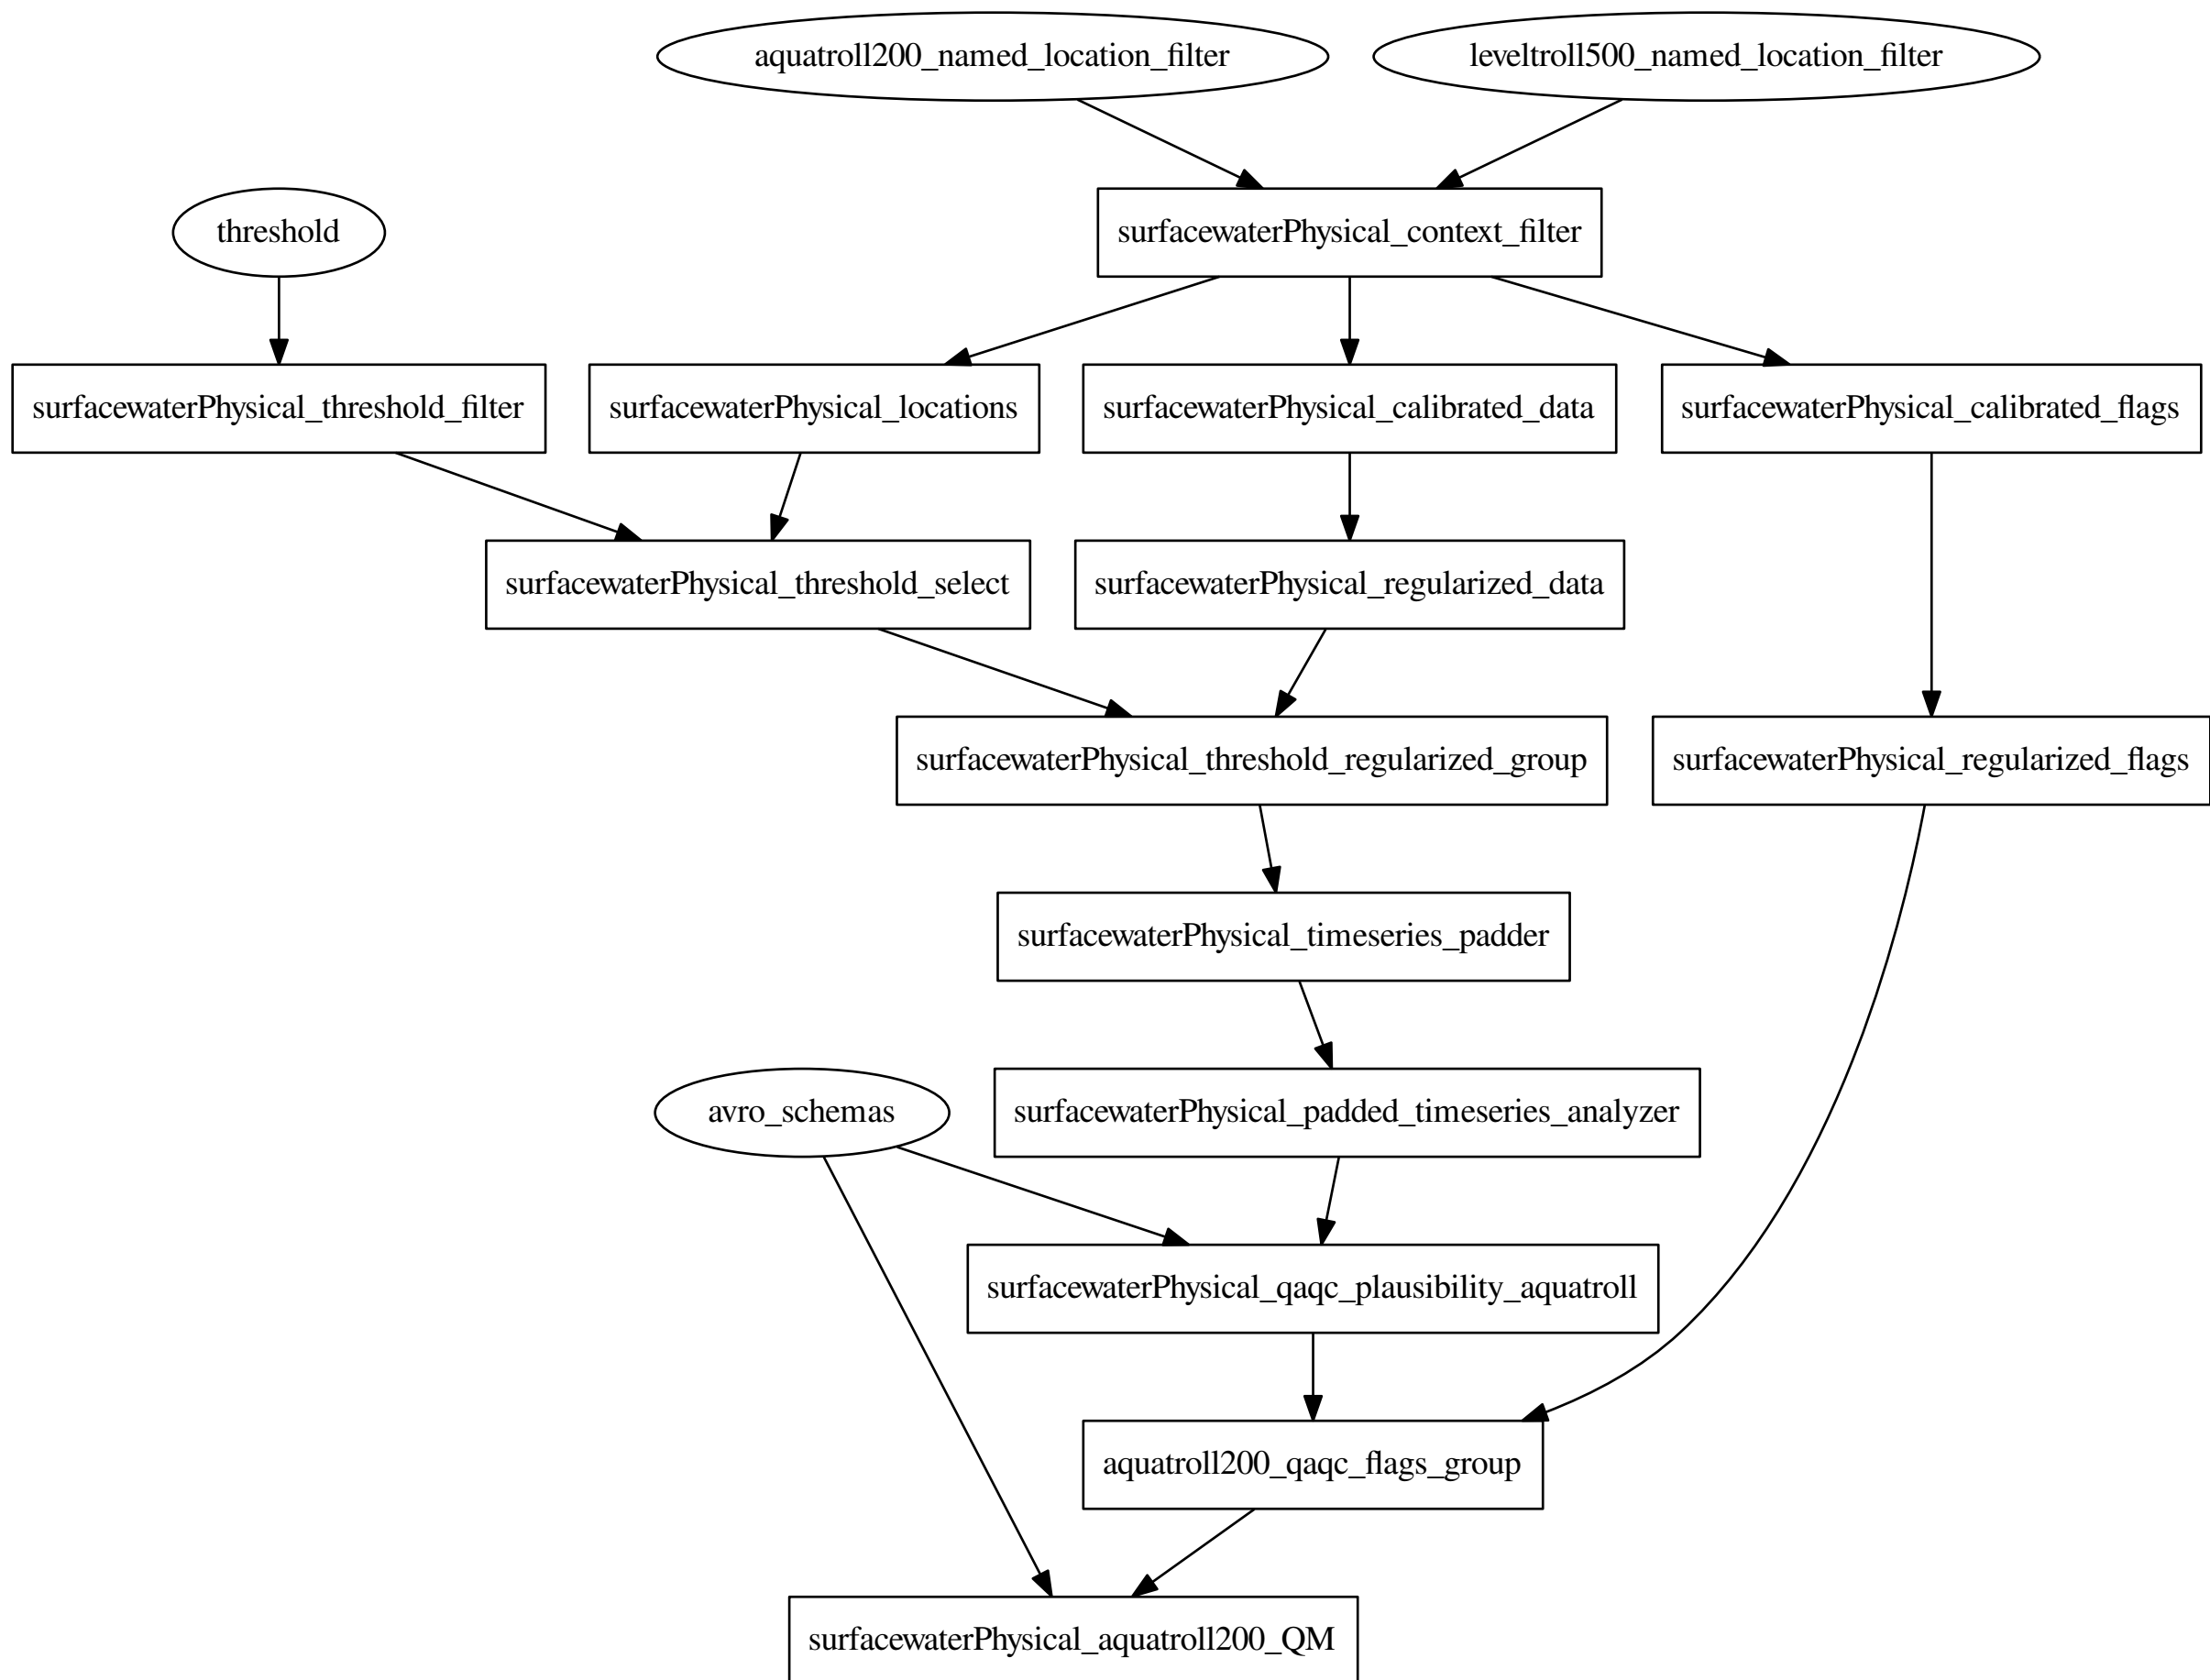 aquatroll200_named_location_filter
leveltroll500_named_location_filter
threshold
surfacewaterPhysical_context_filter
surfacewaterPhysical_threshold_filter
surfacewaterPhysical_locations
surfacewaterPhysical_calibrated_data
surfacewaterPhysical_calibrated_flags
surfacewaterPhysical_threshold_select
surfacewaterPhysical_regularized_data
surfacewaterPhysical_threshold_regularized_group
surfacewaterPhysical_regularized_flags
surfacewaterPhysical_timeseries_padder
avro_schemas
surfacewaterPhysical_padded_timeseries_analyzer
surfacewaterPhysical_qaqc_plausibility_aquatroll
aquatroll200_qaqc_flags_group
surfacewaterPhysical_aquatroll200_QM